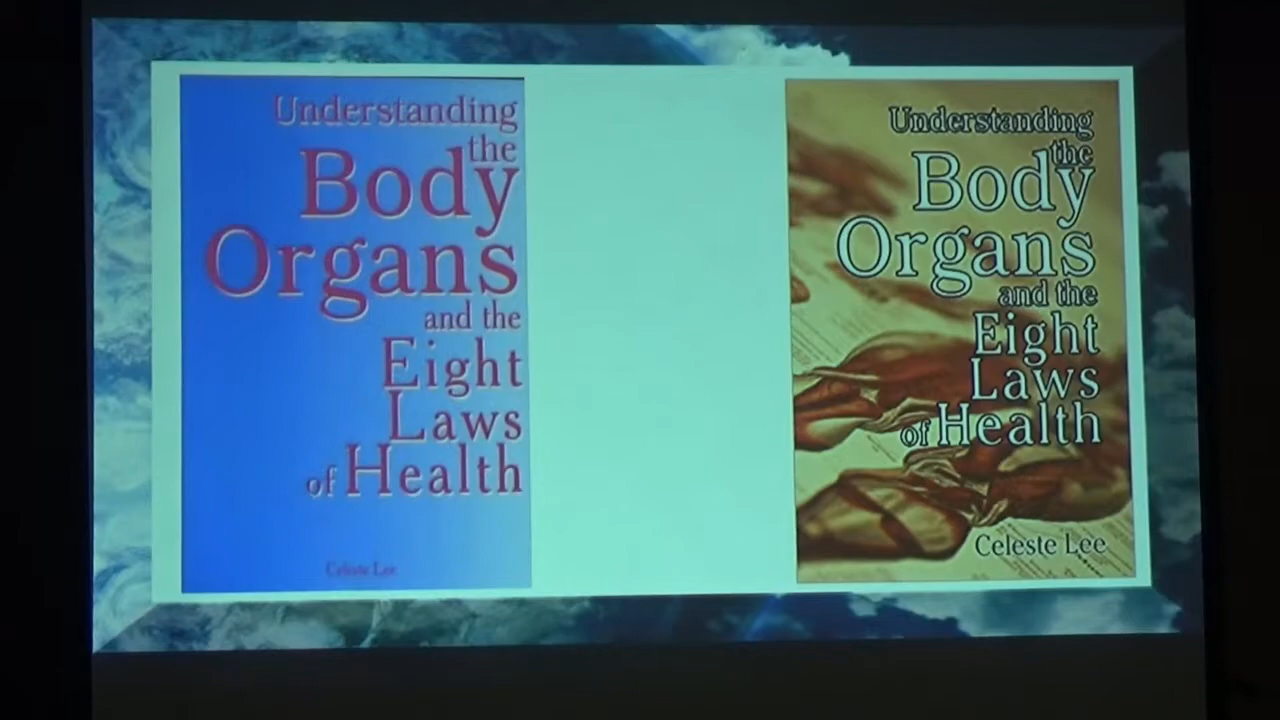 Understanding
the
Body
Organs
and the
Eight
Laws
of Health
Celeste Lee
Understanding
the
Body
Organs
and the
Eight
Laws
of Health
Celeste Lee